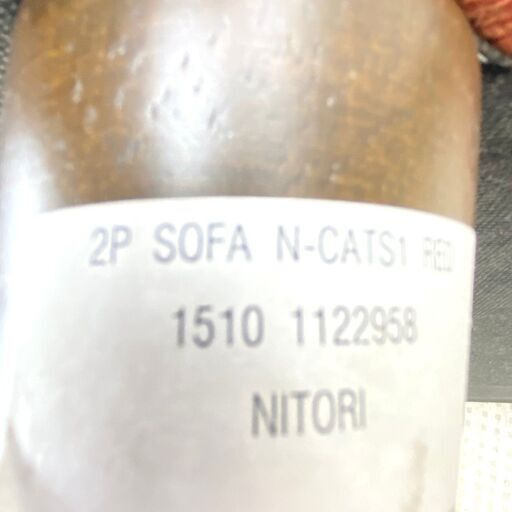 2P SOFA N-CATS1 RED
1510 1122958
NITORI